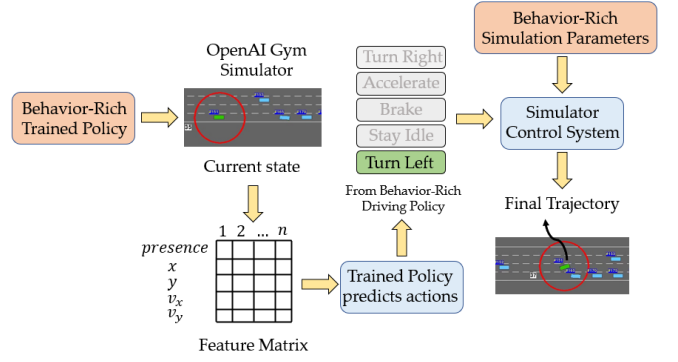 Behavior-Rich
Trained Policy
OpenAI Gym
Simulator
Current state
1 2 ... n
presence
x
y
v_x
v_y
Feature Matrix
Trained Policy
predicts actions
Turn Right
Accelerate
Brake
Stay Idle
Turn Left
From Behavior-Rich
Driving Policy
Behavior-Rich
Simulation Parameters
Simulator
Control System
Final Trajectory